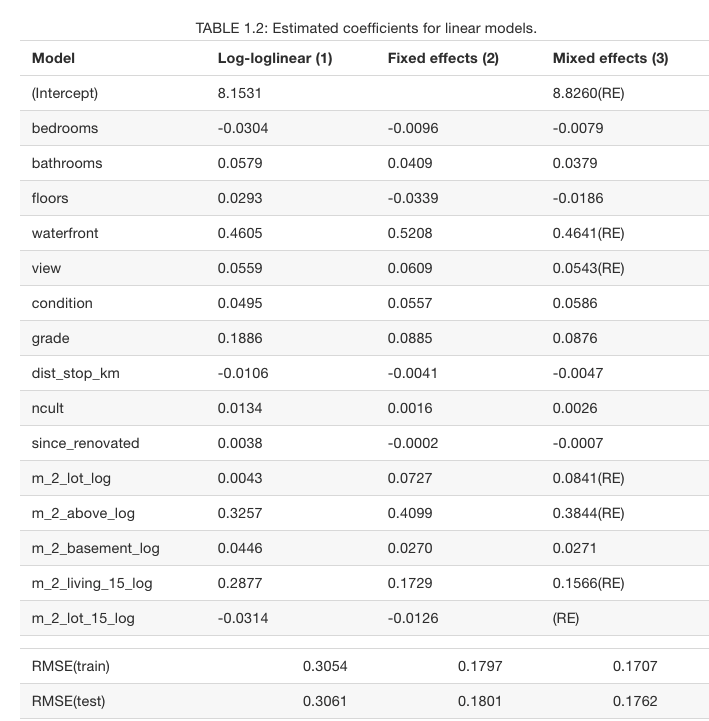 TABLE 1.2: Estimated coefficients for linear models.
Model Log-loglinear (1) Fixed effects (2) Mixed effects (3)
(Intercept) 8.1531 8.8260(RE)
bedrooms -0.0304 -0.0096 -0.0079
bathrooms 0.0579 0.0409 0.0379
floors 0.0293 -0.0339 -0.0186
waterfront 0.4605 0.5208 0.4641(RE)
view 0.0559 0.0609 0.0543(RE)
condition 0.0495 0.0557 0.0586
grade 0.1886 0.0885 0.0876
dist_stop_km -0.0106 -0.0041 -0.0047
ncult 0.0134 0.0016 0.0026
since_renovated 0.0038 -0.0002 -0.0007
m_2_lot_log 0.0043 0.0727 0.0841(RE)
m_2_above_log 0.3257 0.4099 0.3844(RE)
m_2_basement_log 0.0446 0.0270 0.0271
m_2_living_15_log 0.2877 0.1729 0.1566(RE)
m_2_lot_15_log -0.0314 -0.0126 (RE)
RMSE(train) 0.3054 0.1797 0.1707
RMSE(test) 0.3061 0.1801 0.1762